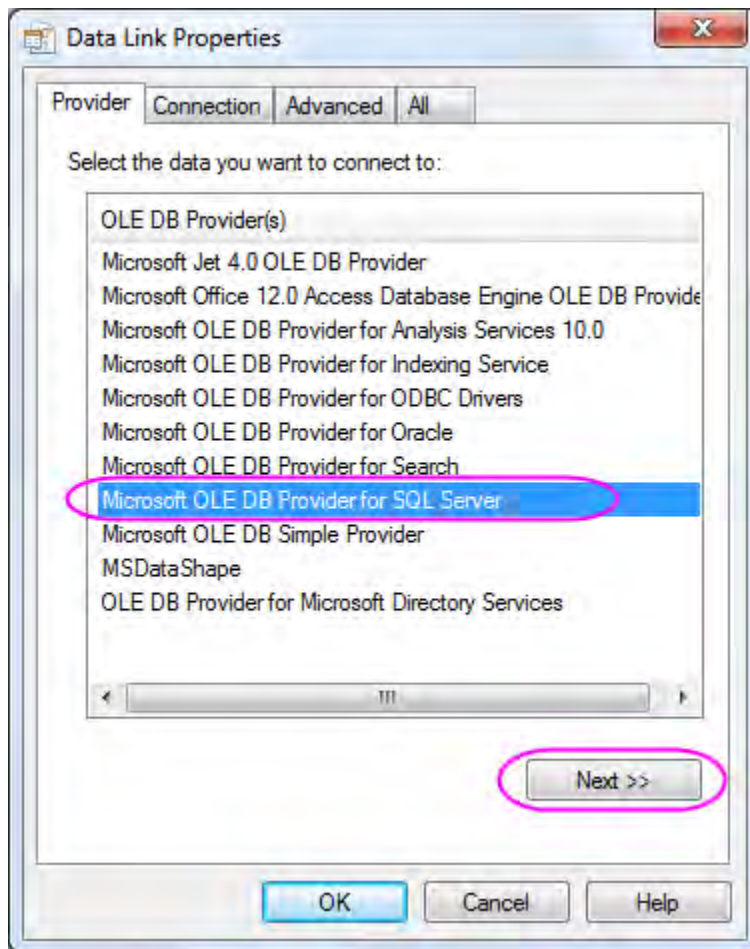 Data Link Properties
Provider Connection Advanced All
Select the data you want to connect to:
OLE DB Provider(s)
Microsoft Jet 4.0 OLE DB Provider
Microsoft Office 12.0 Access Database Engine OLE DB Provide
Microsoft OLE DB Provider for Analysis Services 10.0
Microsoft OLE DB Provider for Indexing Service
Microsoft OLE DB Provider for ODBC Drivers
Microsoft OLE DB Provider for Oracle
Microsoft OLE DB Provider for Search
Microsoft OLE DB Provider for SQL Server
Microsoft OLE DB Simple Provider
MSDataShape
OLE DB Provider for Microsoft Directory Services
Next >>
OK Cancel Help